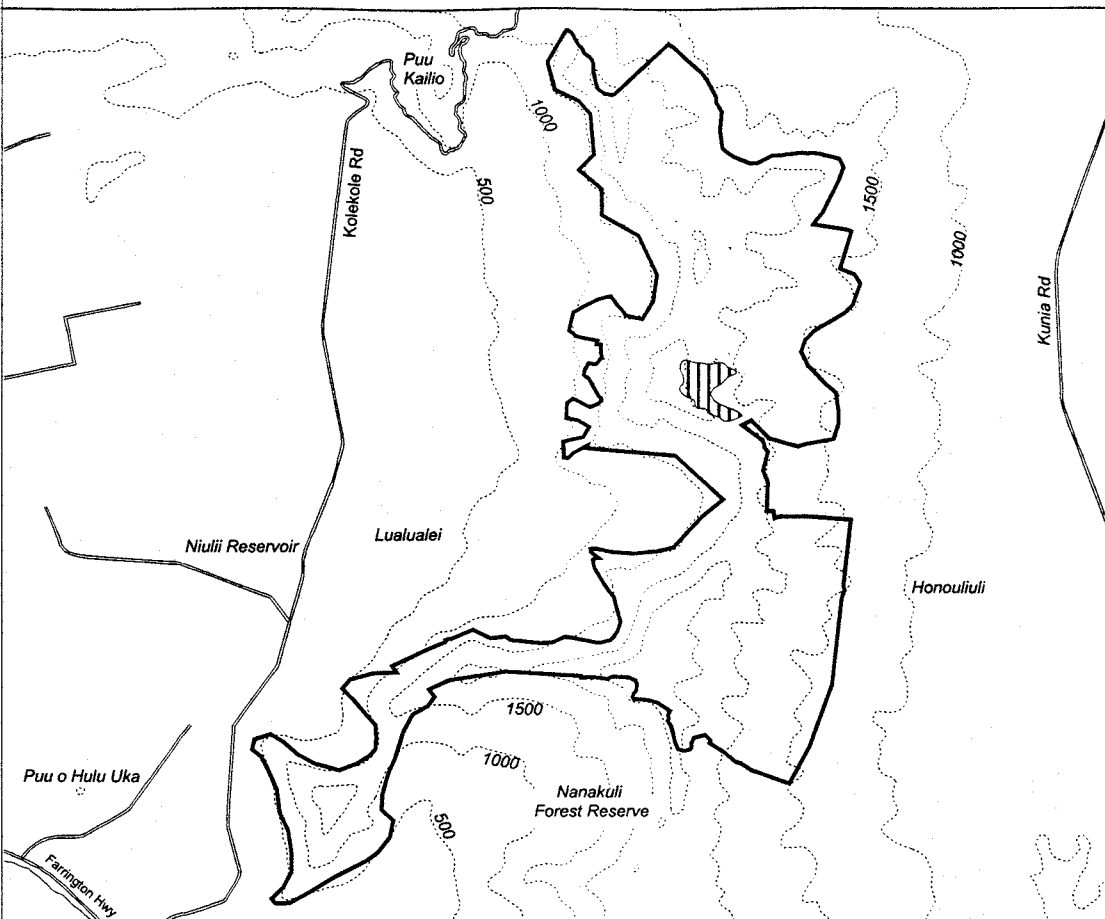 Puu
Kailio
1000
Kolekole Rd
500
1500
1000
Kunia Rd
Niulii Reservoir
Lualualei
Honouliuli
1500
1000
Puu o Hulu Uka
Nanakuli
Forest Reserve
500
Farrington Hwy